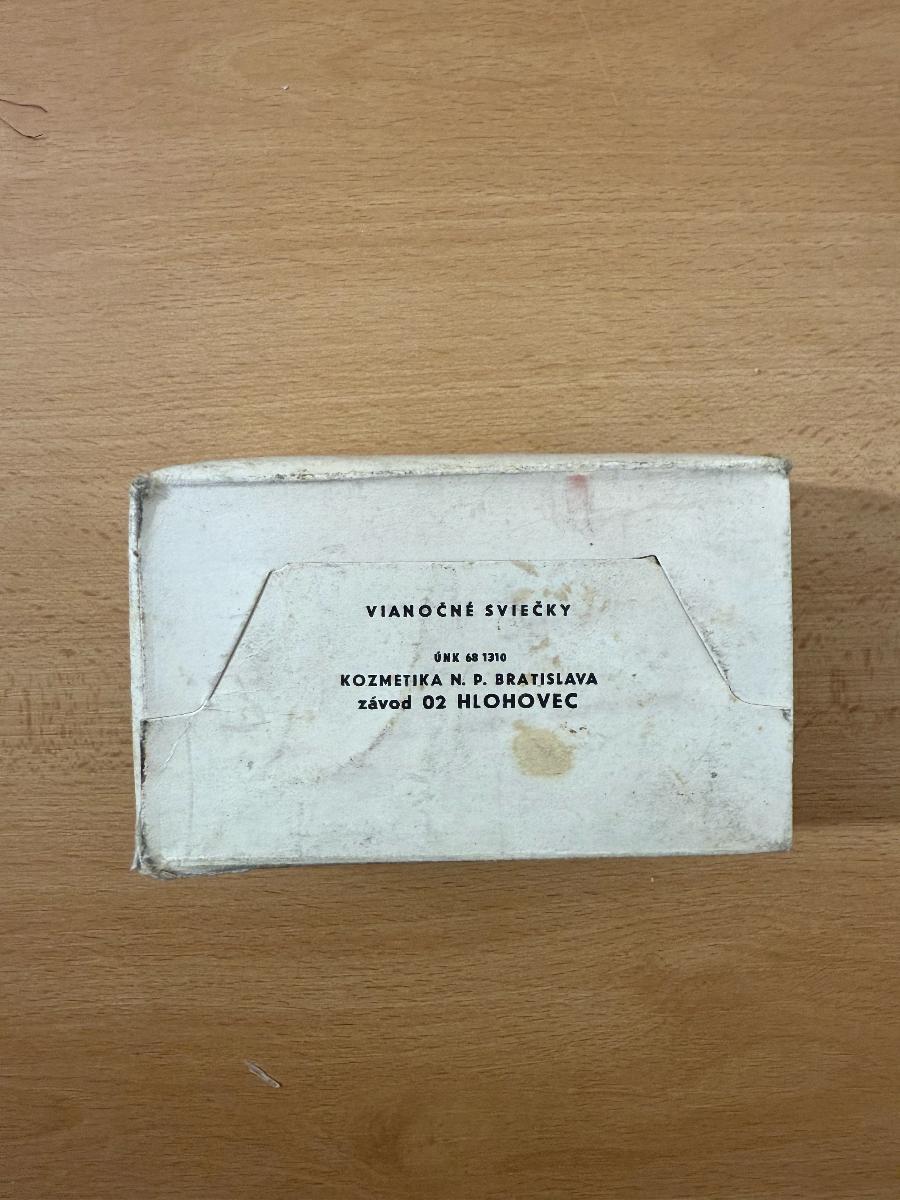 VIANOČNÉ SVIEČKY
ÚNK 68 1310
KOZMETIKA N. P. BRATISLAVA
závod 02 HLOHOVEC